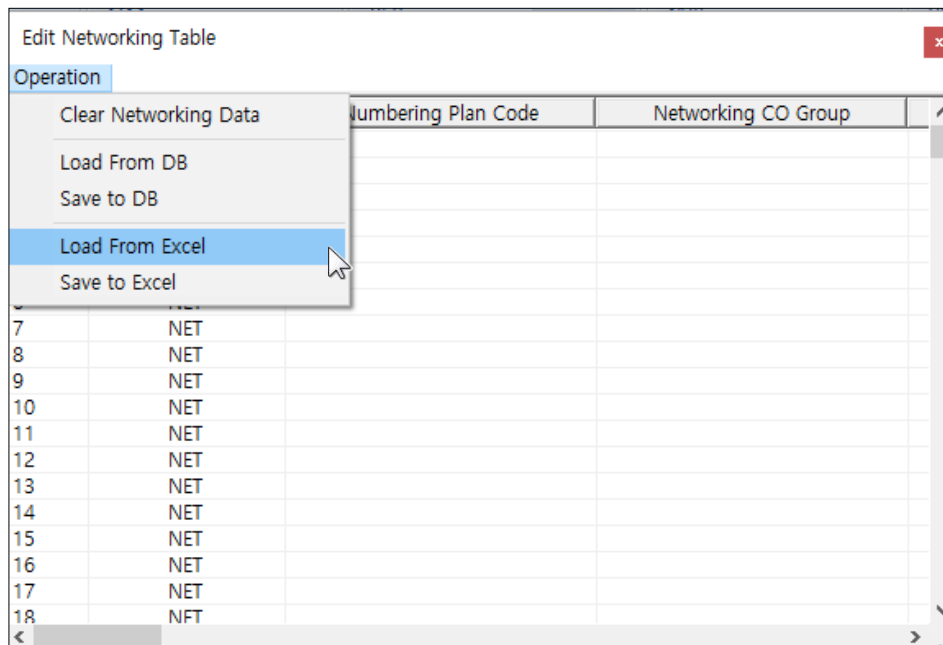 Edit Networking Table
x
Operation
Clear Networking Data
Load From DB
Save to DB
Load From Excel
Save to Excel
Numbering Plan Code Networking CO Group
7 NET
8 NET
9 NET
10 NET
11 NET
12 NET
13 NET
14 NET
15 NET
16 NET
17 NET
18 NET